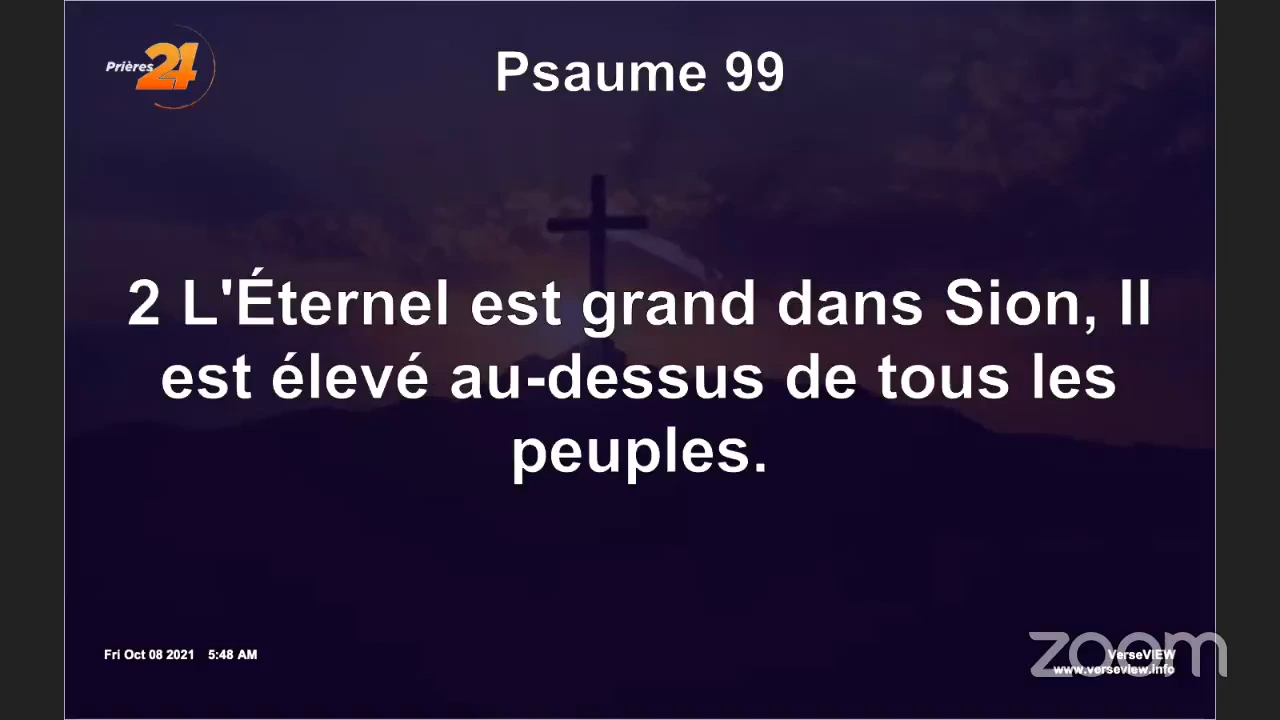 Prières 24
Psaume 99
2 L'Éternel est grand dans Sion, Il
est élevé au-dessus de tous les
peuples.
Fri Oct 08 2021 5:48 AM
zoom
VerseVIEW
www.verseview.info